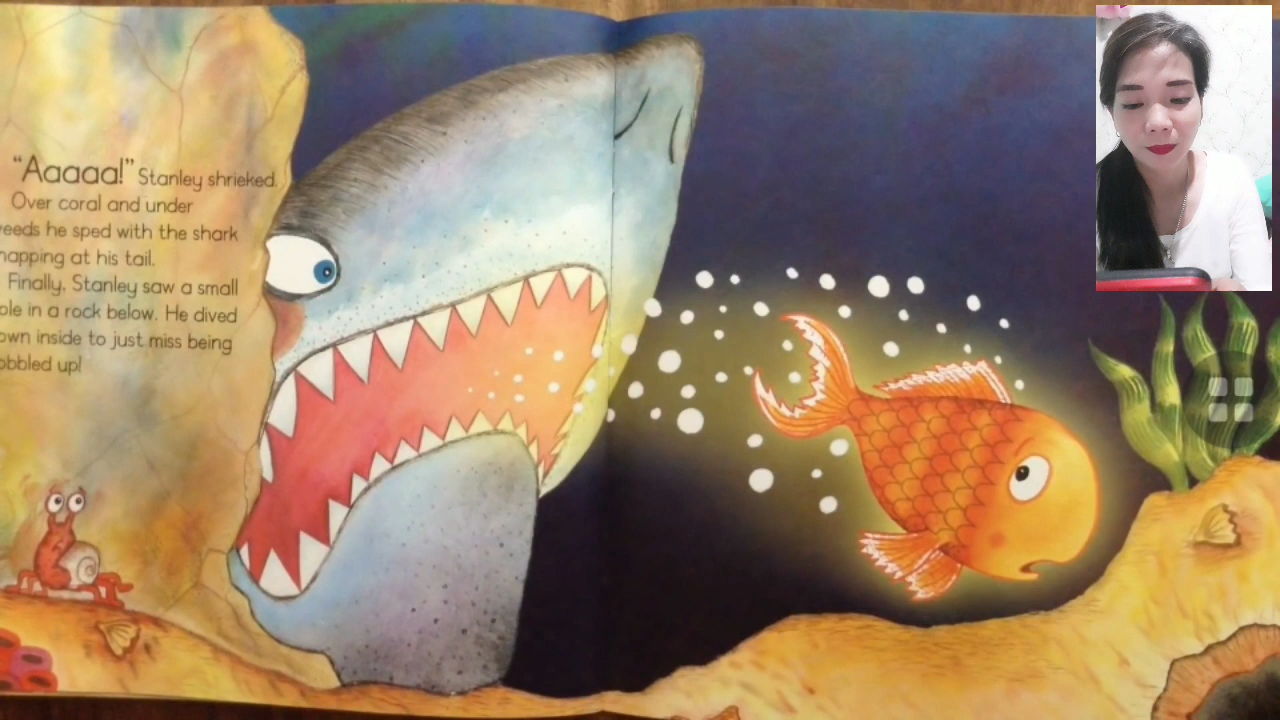 "Aaaaa!" Stanley shrieked.
Over coral and under
he sped with the shark
at his tail.
Finally, Stanley saw a small
in a rock below. He dived
inside to just miss being
up!